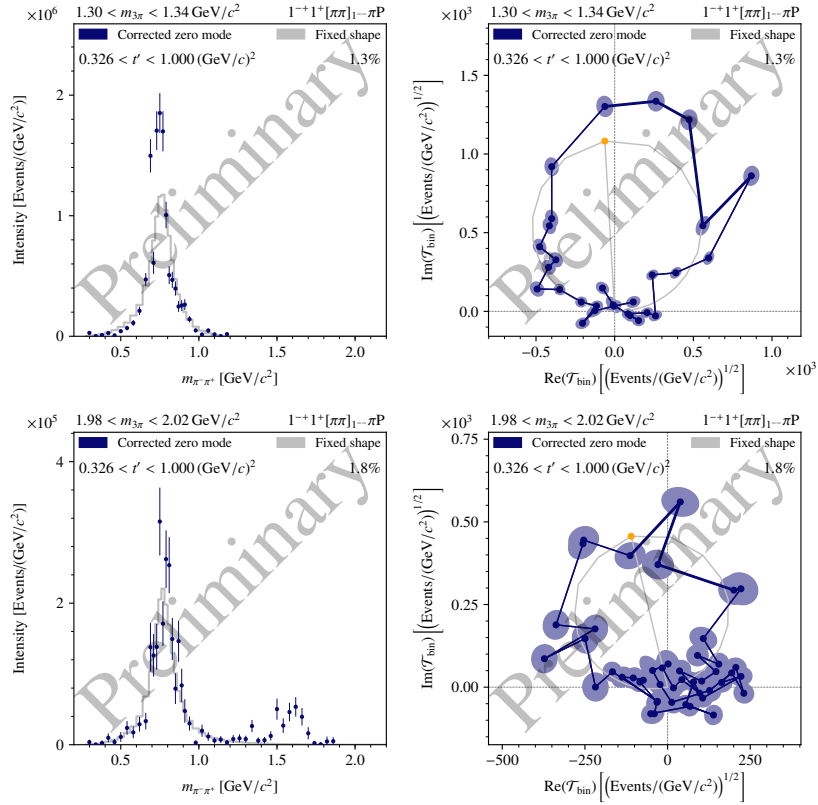 1.30 < m3π < 1.34 GeV/c² 1⁻⁺1⁺[ππ]₁₋₋πP
×10⁶
Corrected zero mode Fixed shape
0.326 < t′ < 1.000 (GeV/c)² 1.3%
Preliminary
Intensity [Events/(GeV/c²)]
2
1
0
0.5 1.0 1.5 2.0
mπ⁻π⁺ [GeV/c²]
×10³ 1.30 < m3π < 1.34 GeV/c² 1⁻⁺1⁺[ππ]₁₋₋πP
Corrected zero mode Fixed shape
0.326 < t′ < 1.000 (GeV/c)² 1.3%
Preliminary
Im(𝒯bin) [(Events/(GeV/c²))^1/2]
1.5
1.0
0.5
0.0
−0.5 0.0 0.5 1.0
×10³
Re(𝒯bin) [(Events/(GeV/c²))^1/2]
1.98 < m3π < 2.02 GeV/c² 1⁻⁺1⁺[ππ]₁₋₋πP
×10⁵
Corrected zero mode Fixed shape
0.326 < t′ < 1.000 (GeV/c)² 1.8%
Preliminary
Intensity [Events/(GeV/c²)]
4
2
0
0.5 1.0 1.5 2.0
mπ⁻π⁺ [GeV/c²]
×10³ 1.98 < m3π < 2.02 GeV/c² 1⁻⁺1⁺[ππ]₁₋₋πP
Corrected zero mode Fixed shape
0.326 < t′ < 1.000 (GeV/c)² 1.8%
Preliminary
Im(𝒯bin) [(Events/(GeV/c²))^1/2]
0.75
0.50
0.25
0.00
−500 −250 0 250
Re(𝒯bin) [(Events/(GeV/c²))^1/2]